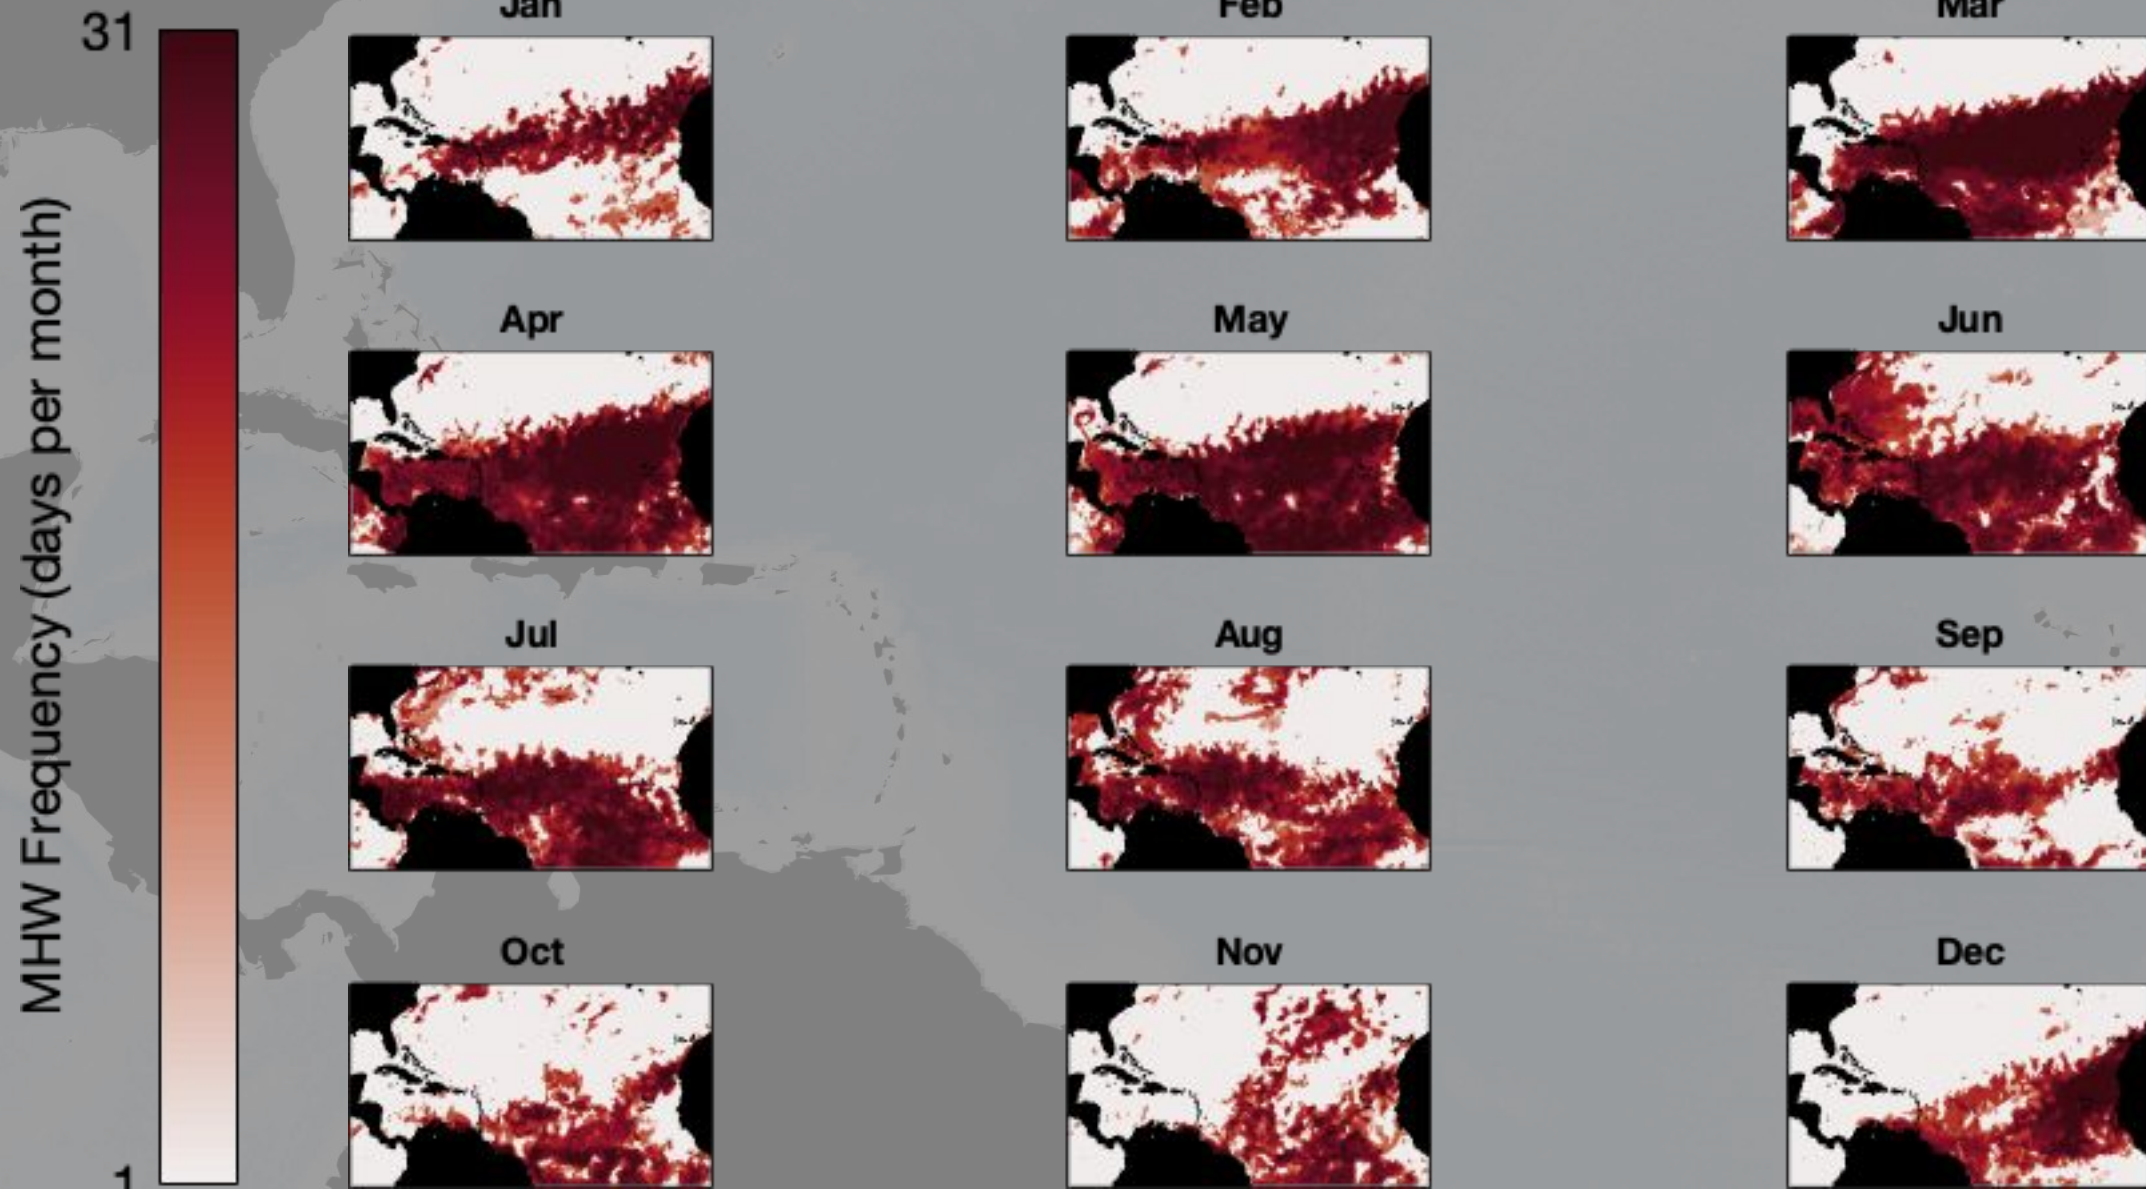 Jan
Feb
Mar
31
MHW Frequency (days per month)
1
Apr
May
Jun
Jul
Aug
Sep
Oct
Nov
Dec